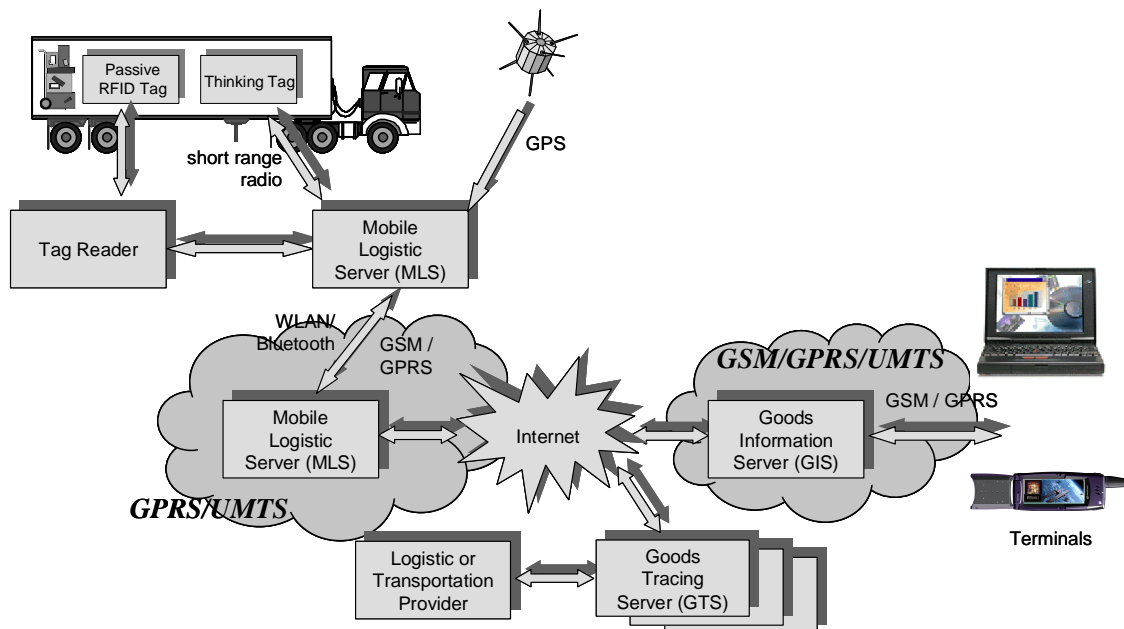 Passive
RFID Tag
Thinking Tag
GPS
short range
radio
Tag Reader
Mobile
Logistic
Server (MLS)
WLAN/
Bluetooth
GSM /
GPRS
GSM/GPRS/UMTS
GSM / GPRS
Mobile
Logistic
Server (MLS)
Internet
Goods
Information
Server (GIS)
GPRS/UMTS
Terminals
Logistic or
Transportation
Provider
Goods
Tracing
Server (GTS)